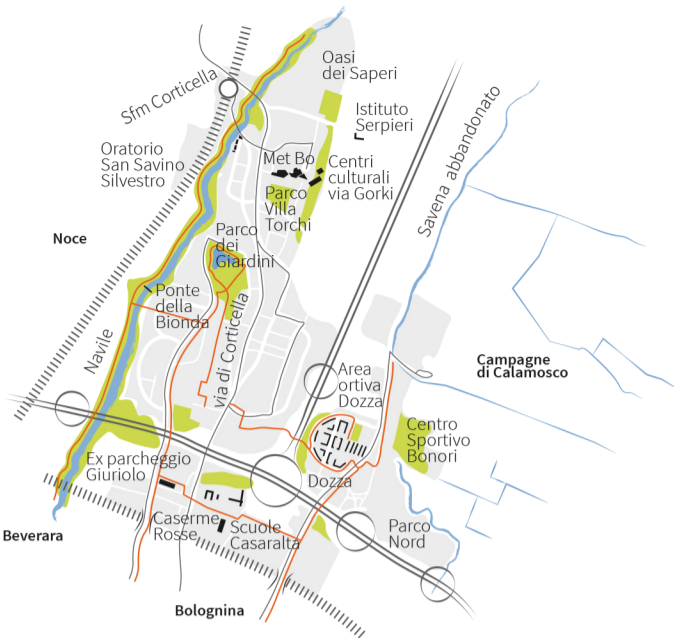 Oasi
dei Saperi
Sfm Corticella
Istituto
Serpieri
Savena abbandonato
Oratorio
San Savino
Silvestro
Met Bo
Centri
culturali
via Gorki
Parco
Villa
Torchi
Noce
Parco
dei
Giardini
Ponte
della
Bionda
Navile
via di Corticella
Area
ortiva
Dozza
Campagne
di Calamosco
Centro
Sportivo
Bonori
Ex parcheggio
Giuriolo
Dozza
Caserme
Rosse
Scuole
Casaralta
Parco
Nord
Beverara
Bolognina